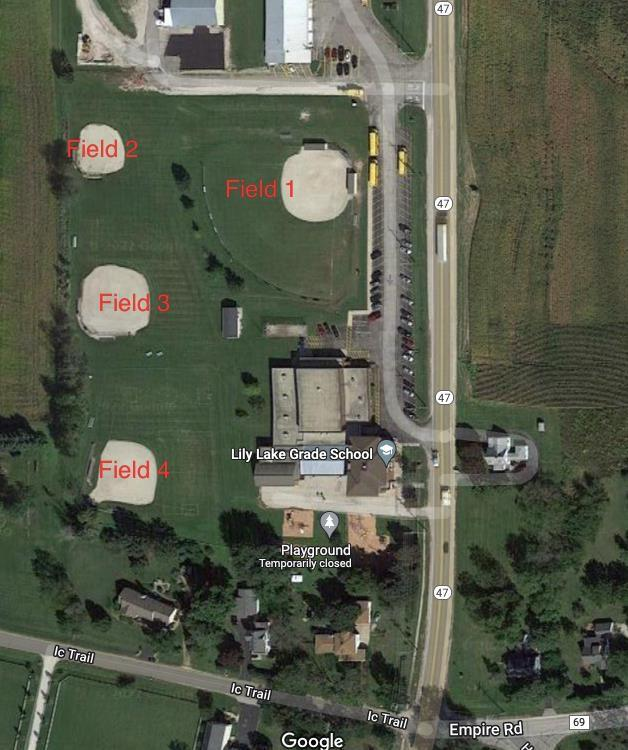 47
Field 2
Field 1
47
Field 3
47
Lily Lake Grade School
Field 4
Playground
Temporarily closed
47
Ic Trail
Ic Trail
Ic Trail
Empire Rd
69
Google